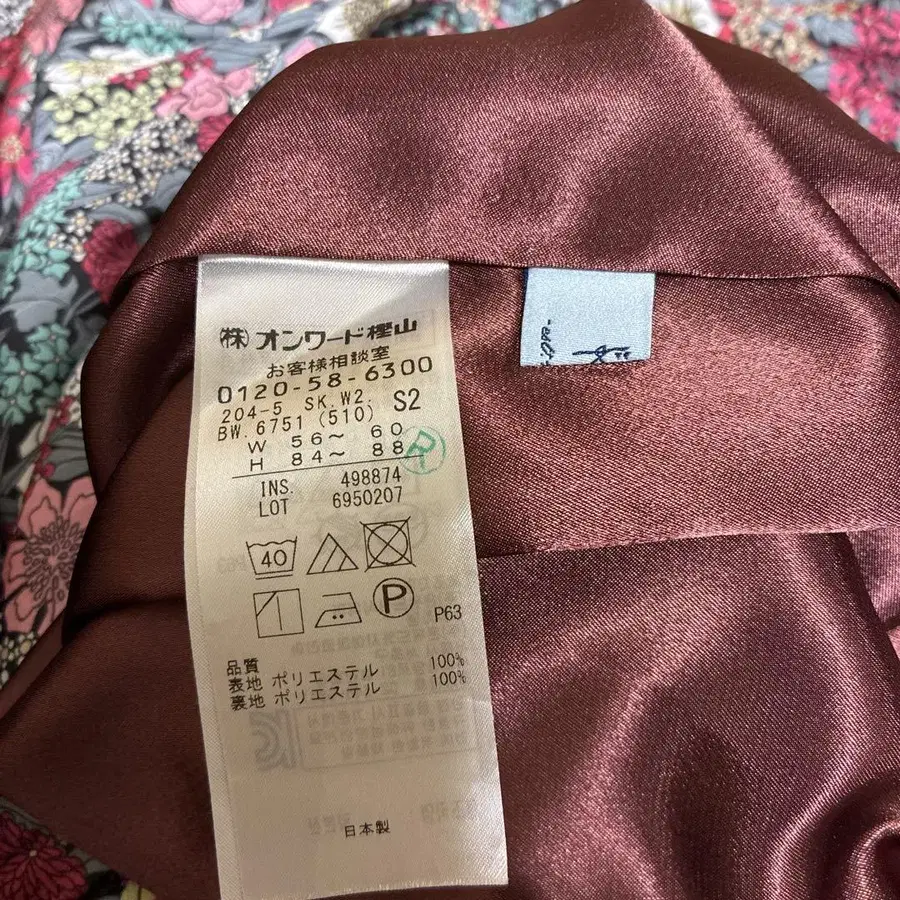 ㈱オンワード樫山
お客様相談室
0120-58-6300
204-5 SK.W2.
BW.6751 (510) S2
W 56〜 60
H 84〜 88
R
INS. 498874
LOT 6950207
40
P
P63
品質
表地 ポリエステル 100%
裏地 ポリエステル 100%
日本製